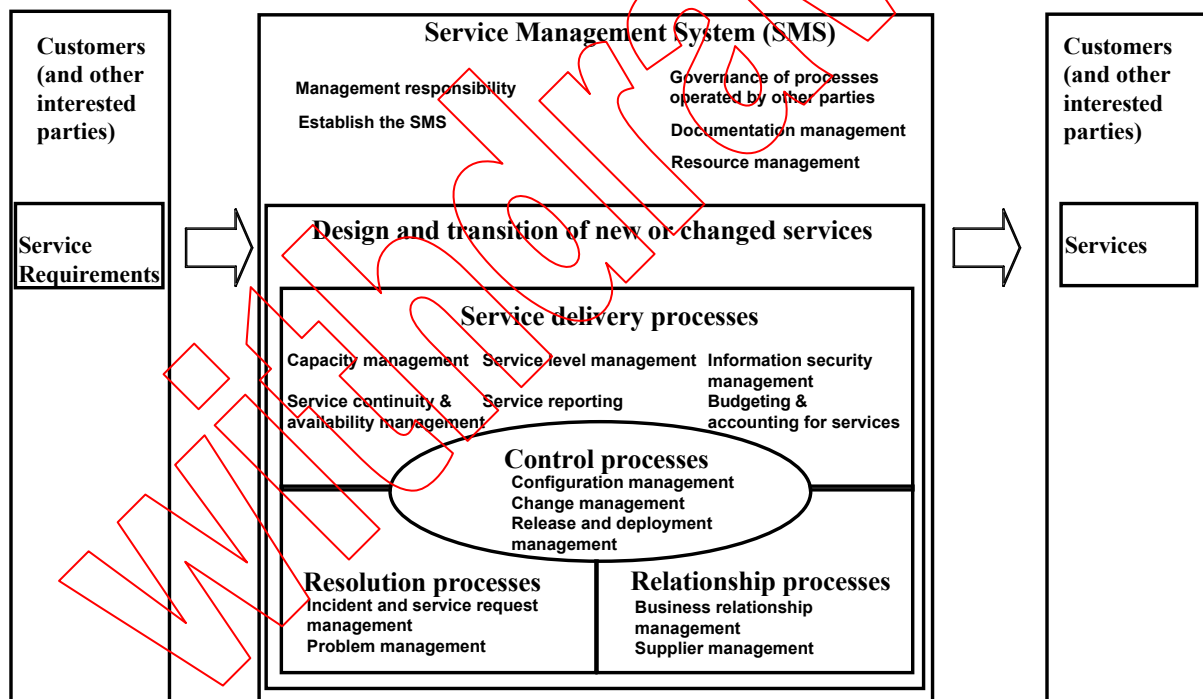 Customers
(and other
interested
parties)
Service
Requirements
Service Management System (SMS)
Management responsibility
Establish the SMS
Governance of processes
operated by other parties
Documentation management
Resource management
Design and transition of new or changed services
Service delivery processes
Capacity management
Service level management
Information security
management
Service continuity &
availability management
Service reporting
Budgeting &
accounting for services
Control processes
Configuration management
Change management
Release and deployment
management
Resolution processes
Incident and service request
management
Problem management
Relationship processes
Business relationship
management
Supplier management
Customers
(and other
interested
parties)
Services